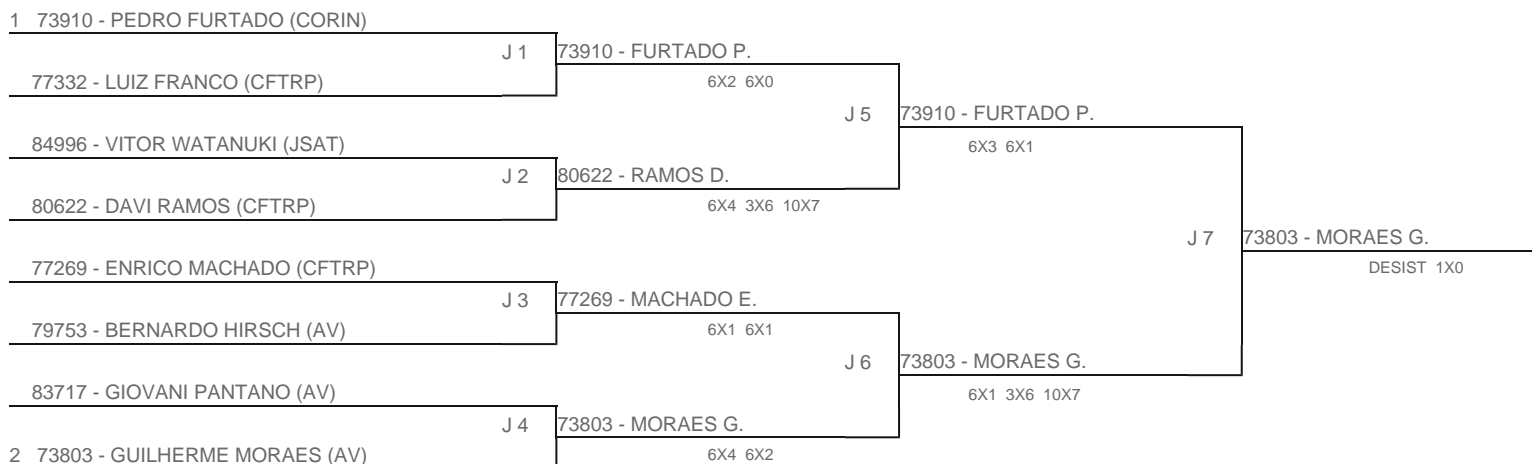 1 73910 - PEDRO FURTADO (CORIN)
J 1 73910 - FURTADO P.
77332 - LUIZ FRANCO (CFTRP) 6X2 6X0
J 5 73910 - FURTADO P.
84996 - VITOR WATANUKI (JSAT) 6X3 6X1
J 2 80622 - RAMOS D.
80622 - DAVI RAMOS (CFTRP) 6X4 3X6 10X7
J 7 73803 - MORAES G.
77269 - ENRICO MACHADO (CFTRP) DESIST 1X0
J 3 77269 - MACHADO E.
79753 - BERNARDO HIRSCH (AV) 6X1 6X1
J 6 73803 - MORAES G.
83717 - GIOVANI PANTANO (AV) 6X1 3X6 10X7
J 4 73803 - MORAES G.
2 73803 - GUILHERME MORAES (AV) 6X4 6X2